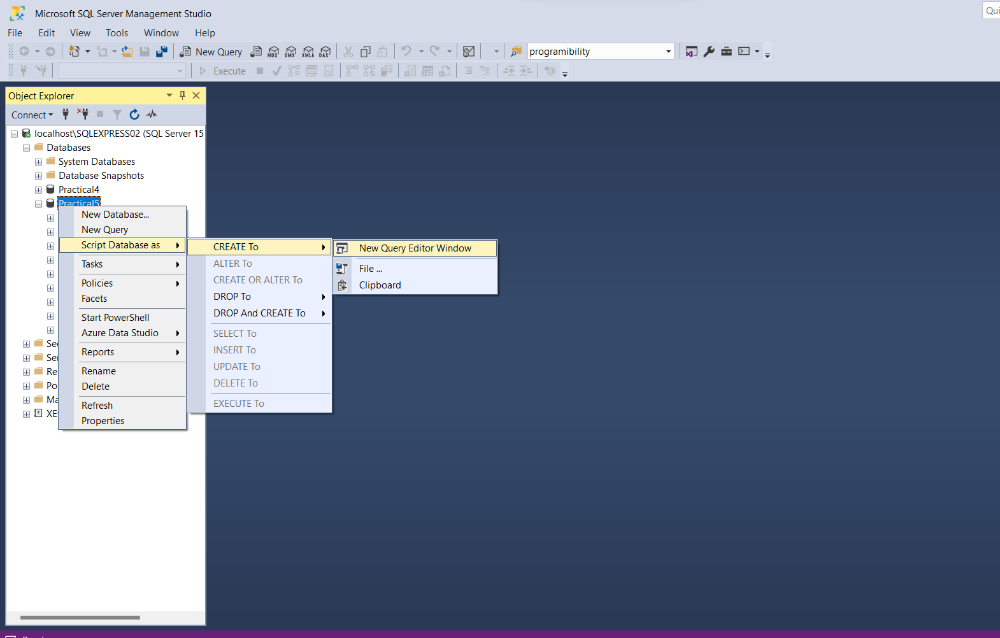 Microsoft SQL Server Management Studio
Qui
File Edit View Tools Window Help
New Query MDX DMX XMLA DAX programibility
Execute
Object Explorer
Connect
localhost\SQLEXPRESS02 (SQL Server 15
Databases
System Databases
Database Snapshots
Practical4
Practical5
New Database...
New Query
Script Database as
Tasks
Policies
Facets
Start PowerShell
Azure Data Studio
Reports
Rename
Delete
Refresh
Properties
CREATE To
ALTER To
CREATE OR ALTER To
DROP To
DROP And CREATE To
SELECT To
INSERT To
UPDATE To
DELETE To
EXECUTE To
New Query Editor Window
File ...
Clipboard
Se
Ser
Re
Po
Ma
XE